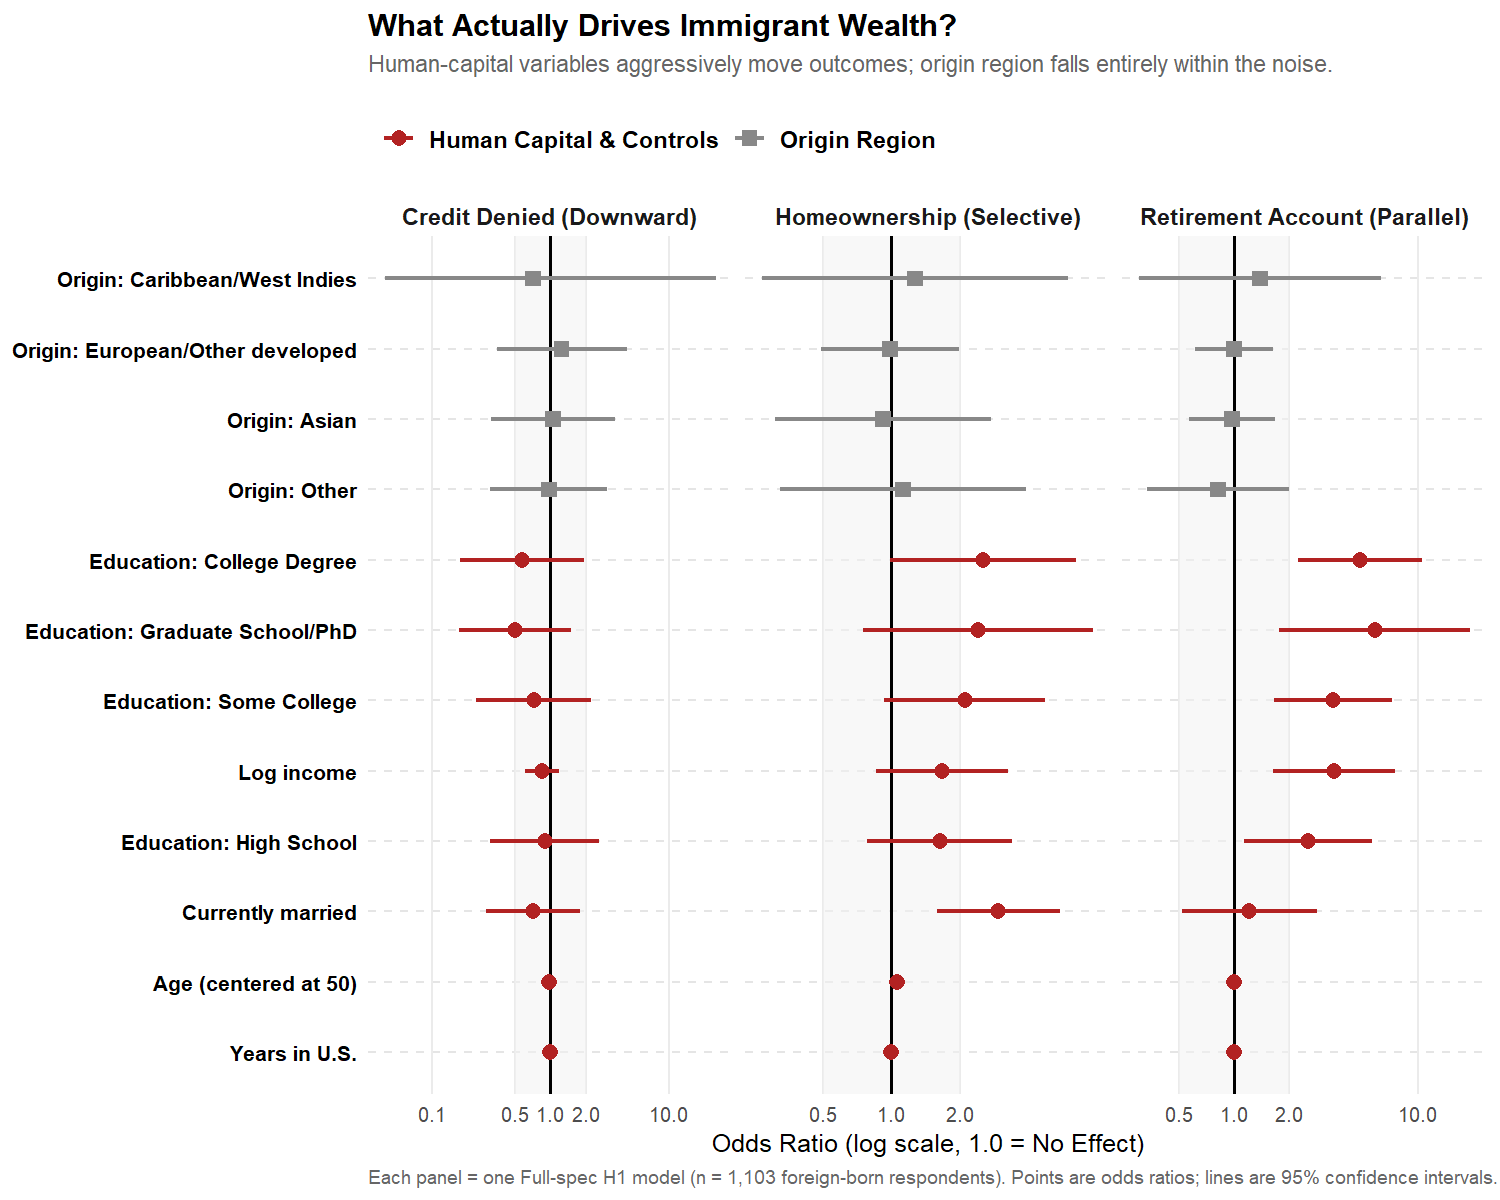 What Actually Drives Immigrant Wealth?
Human-capital variables aggressively move outcomes; origin region falls entirely within the noise.
Human Capital & Controls
Origin Region
Credit Denied (Downward)
Homeownership (Selective)
Retirement Account (Parallel)
Origin: Caribbean/West Indies
Origin: European/Other developed
Origin: Asian
Origin: Other
Education: College Degree
Education: Graduate School/PhD
Education: Some College
Log income
Education: High School
Currently married
Age (centered at 50)
Years in U.S.
0.1 0.5 1.0 2.0 10.0
0.5 1.0 2.0
0.5 1.0 2.0 10.0
Odds Ratio (log scale, 1.0 = No Effect)
Each panel = one Full-spec H1 model (n = 1,103 foreign-born respondents). Points are odds ratios; lines are 95% confidence intervals.